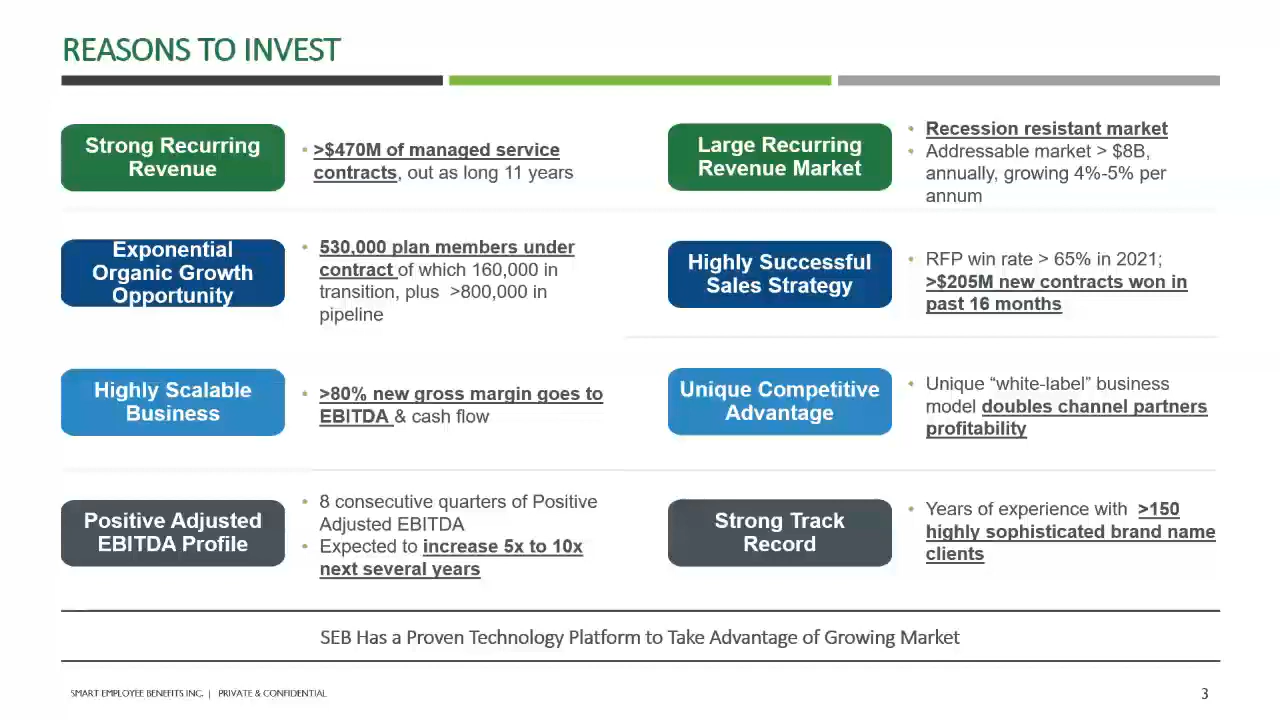 REASONS TO INVEST
Strong Recurring
Revenue
• >$470M of managed service
contracts, out as long 11 years
Large Recurring
Revenue Market
• Recession resistant market
• Addressable market > $8B,
annually, growing 4%-5% per
annum
Exponential
Organic Growth
Opportunity
• 530,000 plan members under
contract of which 160,000 in
transition, plus >800,000 in
pipeline
Highly Successful
Sales Strategy
• RFP win rate > 65% in 2021;
>$205M new contracts won in
past 16 months
Highly Scalable
Business
• >80% new gross margin goes to
EBITDA & cash flow
Unique Competitive
Advantage
• Unique “white-label” business
model doubles channel partners
profitability
Positive Adjusted
EBITDA Profile
• 8 consecutive quarters of Positive
Adjusted EBITDA
• Expected to increase 5x to 10x
next several years
Strong Track
Record
• Years of experience with >150
highly sophisticated brand name
clients
SEB Has a Proven Technology Platform to Take Advantage of Growing Market
SMART EMPLOYEE BENEFITS INC. | PRIVATE & CONFIDENTIAL
3